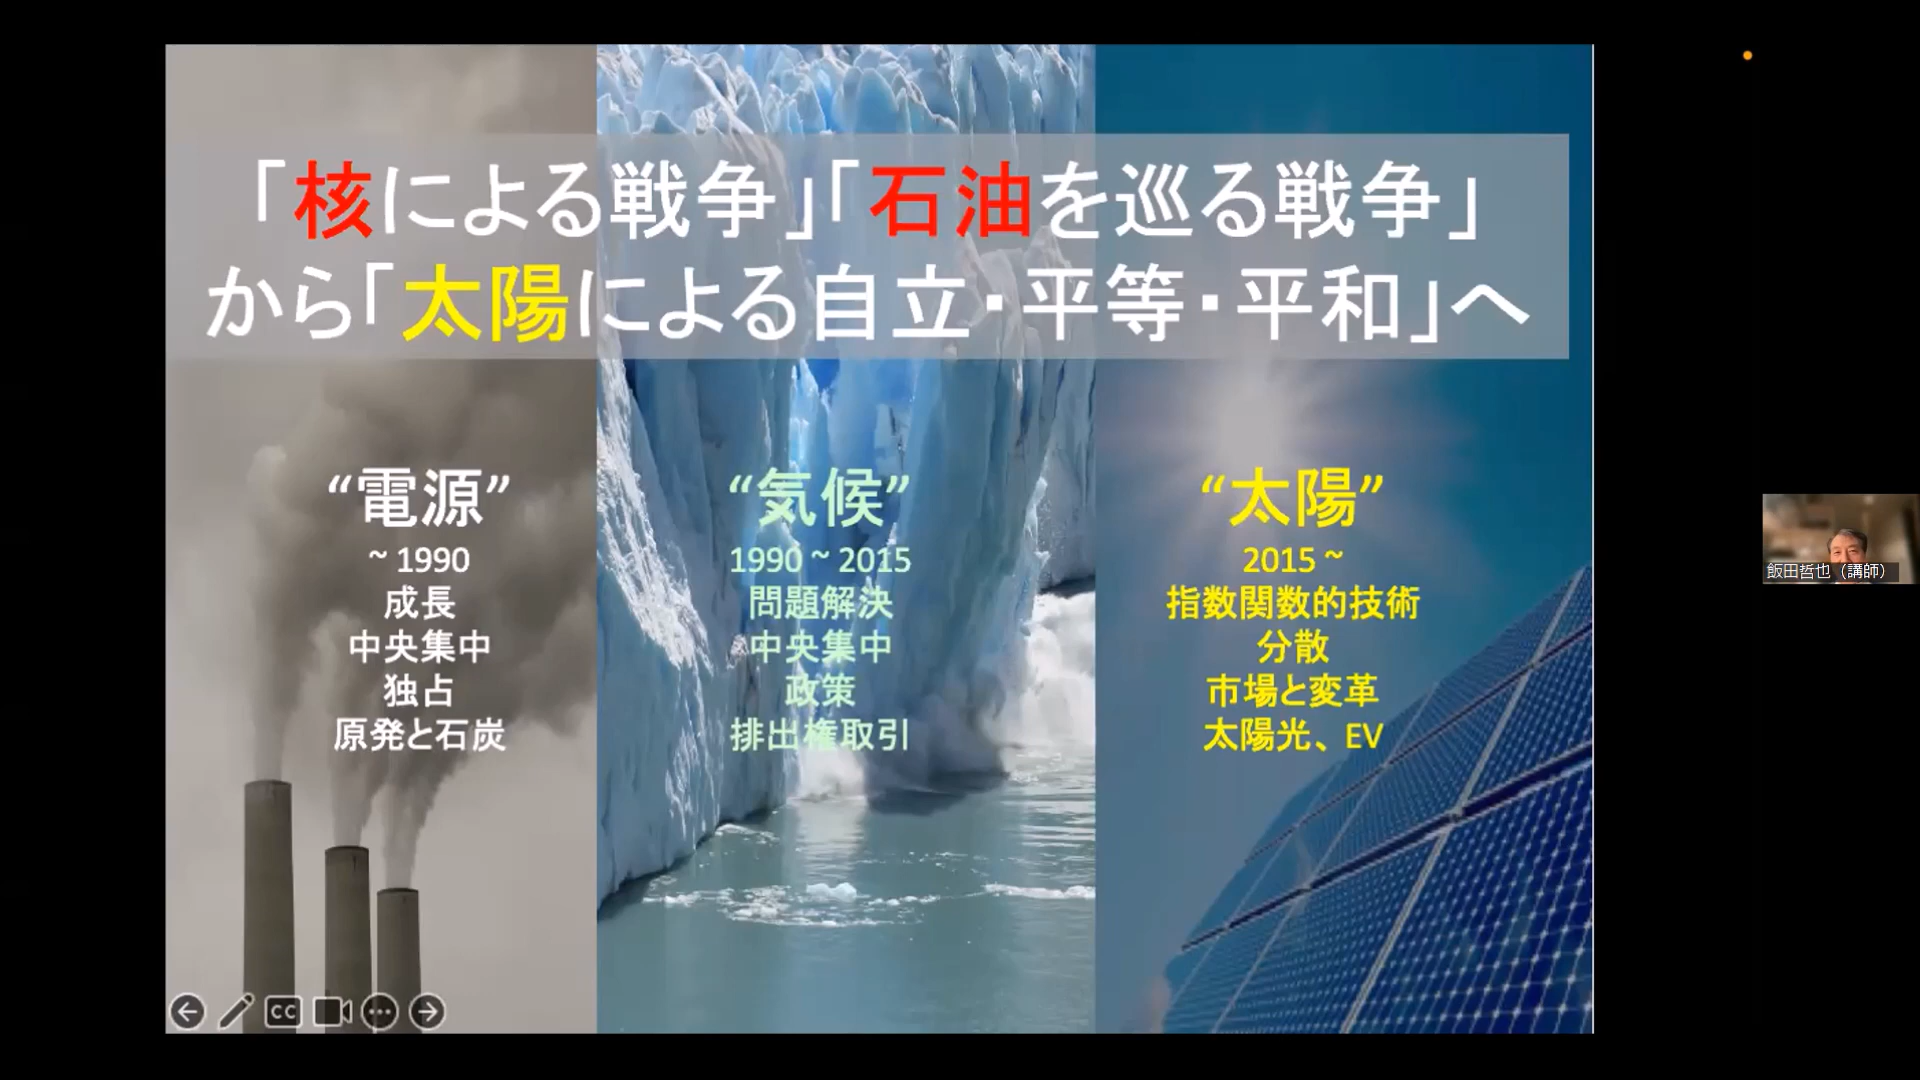 「核による戦争」「石油を巡る戦争」
から「太陽による自立・平等・平和」へ
“電源”
~ 1990
成長
中央集中
独占
原発と石炭
“気候”
1990 ~ 2015
問題解決
中央集中
政策
排出権取引
“太陽”
2015 ~
指数関数的技術
分散
市場と変革
太陽光、EV
飯田哲也（講師）
CC